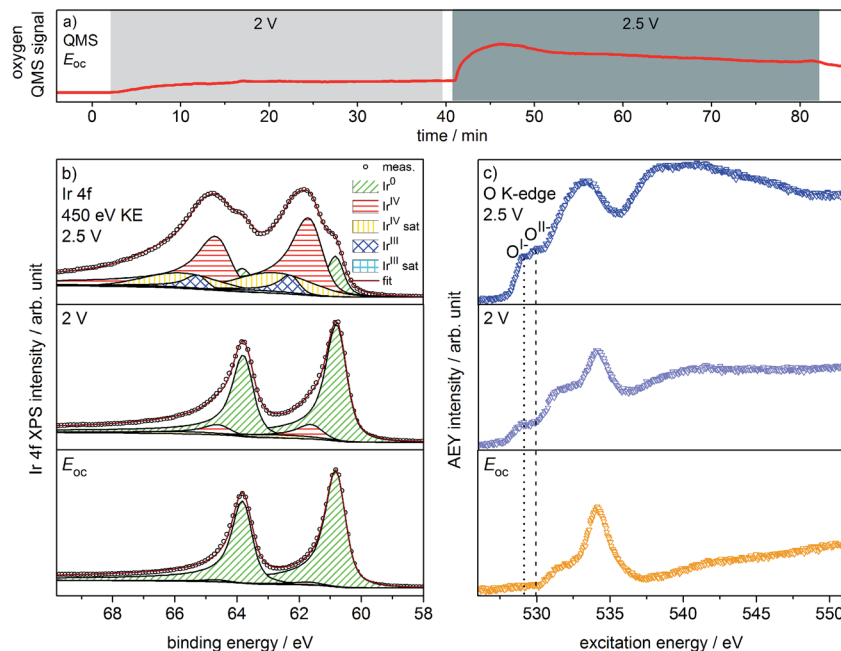 a)
QMS
E_oc
2 V
2.5 V
oxygen
QMS signal
0 10 20 30 40 50 60 70 80
time / min
b)
Ir 4f
450 eV KE
2.5 V
meas.
Ir⁰
Ir^IV
Ir^IV sat
Ir^III
Ir^III sat
fit
2 V
E_oc
Ir 4f XPS intensity / arb. unit
68 66 64 62 60 58
binding energy / eV
c)
O K-edge
2.5 V
O^I-
O^II-
2 V
E_oc
AEY intensity / arb. unit
530 535 540 545 550
excitation energy / eV